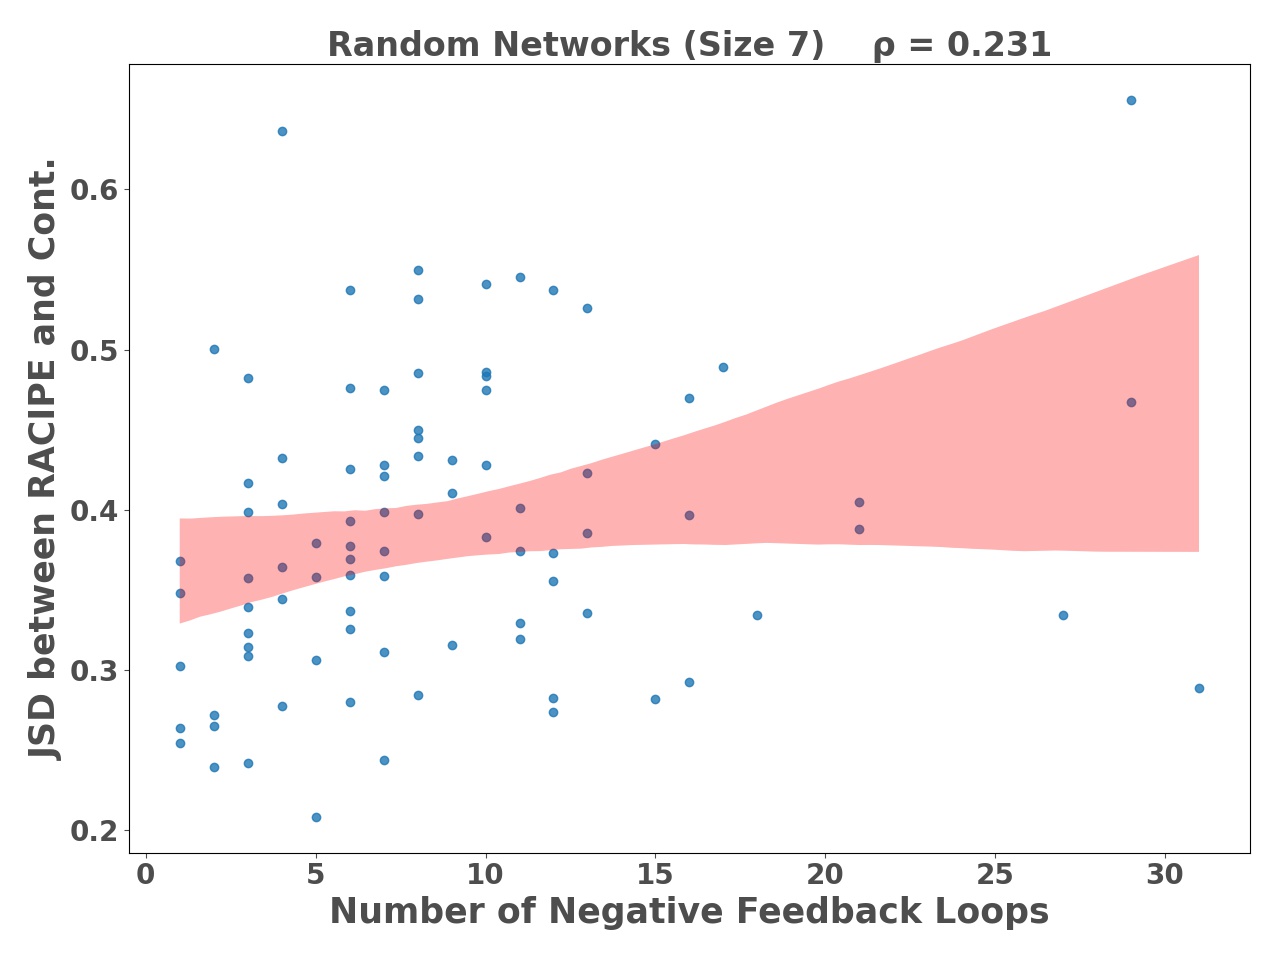 Random Networks (Size 7)    ρ = 0.231
JSD between RACIPE and Cont.
0.6
0.5
0.4
0.3
0.2
0 5 10 15 20 25 30
Number of Negative Feedback Loops